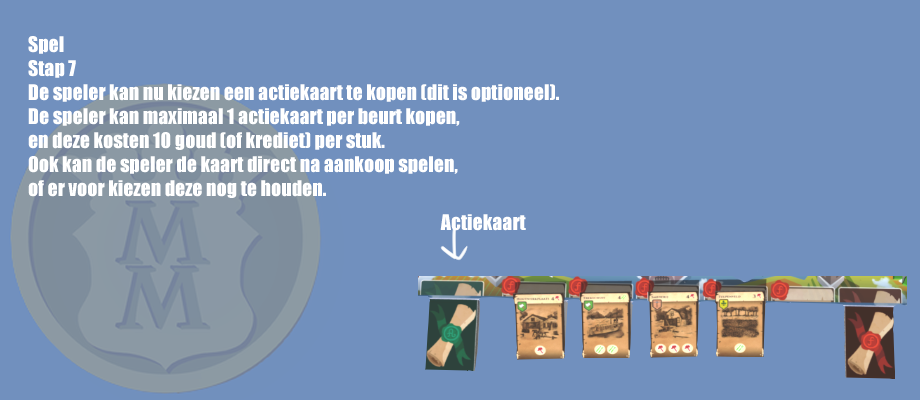 Spel
Stap 7
De speler kan nu kiezen een actiekaart te kopen (dit is optioneel).
De speler kan maximaal 1 actiekaart per beurt kopen,
en deze kosten 10 goud (of krediet) per stuk.
Ook kan de speler de kaart direct na aankoop spelen,
of er voor kiezen deze nog te houden.
Actiekaart
M M
M M